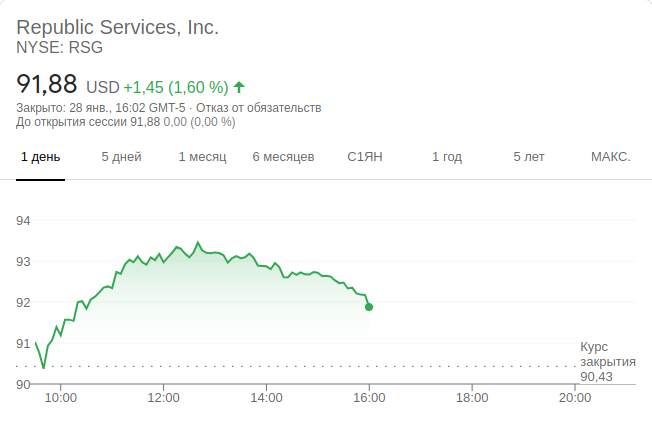 Republic Services, Inc.
NYSE: RSG
91,88 USD +1,45 (1,60 %)
Закрыто: 28 янв., 16:02 GMT-5 · Отказ от обязательств
До открытия сессии 91,88 0,00 (0,00 %)
1 день 5 дней 1 месяц 6 месяцев С1ЯН 1 год 5 лет МАКС.
94
93
92
91
Курс
закрытия
90,43
90
10:00 12:00 14:00 16:00 18:00 20:00